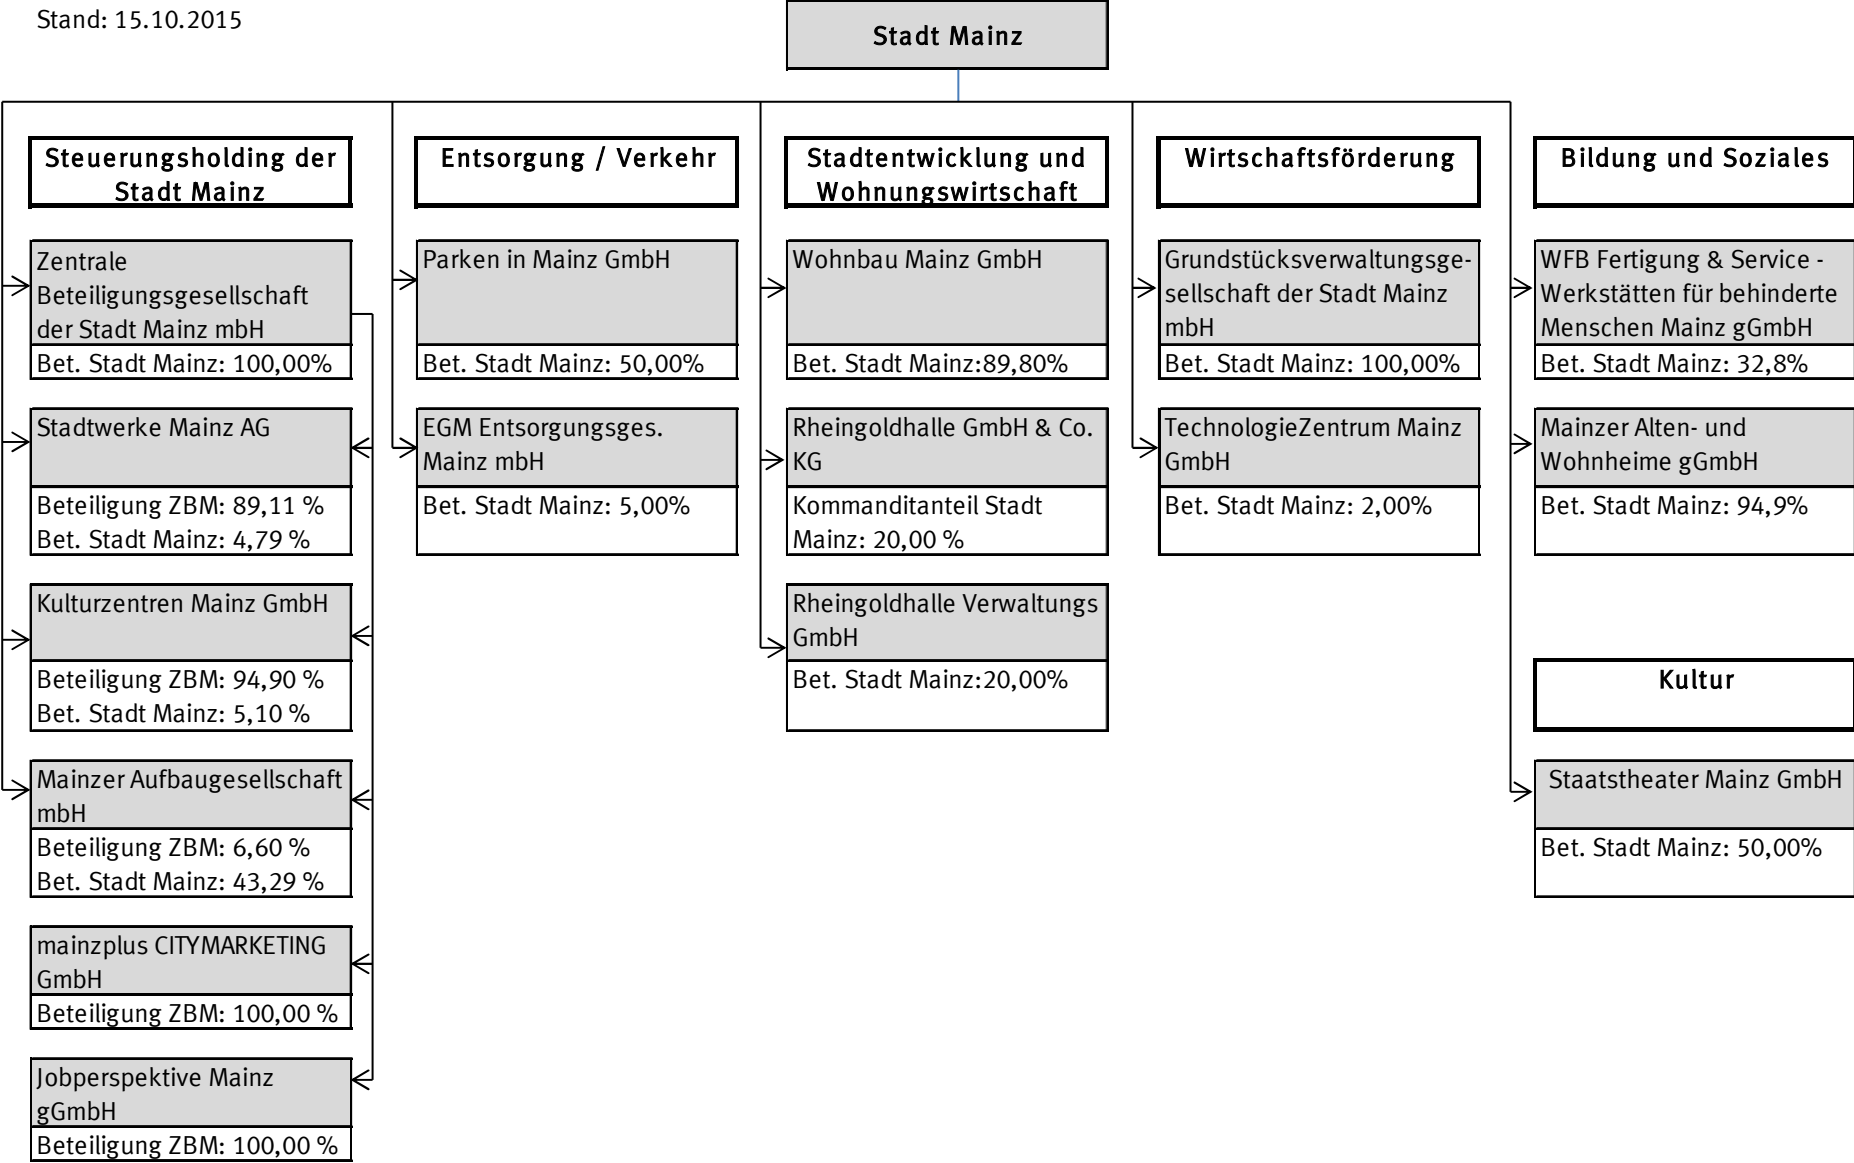 Stand: 15.10.2015
Stadt Mainz
Steuerungsholding der
Stadt Mainz
Zentrale
Beteiligungsgesellschaft
der Stadt Mainz mbH
Bet. Stadt Mainz: 100,00%
Stadtwerke Mainz AG
Beteiligung ZBM: 89,11 %
Bet. Stadt Mainz: 4,79 %
Kulturzentren Mainz GmbH
Beteiligung ZBM: 94,90 %
Bet. Stadt Mainz: 5,10 %
Mainzer Aufbaugesellschaft
mbH
Beteiligung ZBM: 6,60 %
Bet. Stadt Mainz: 43,29 %
mainzplus CITYMARKETING
GmbH
Beteiligung ZBM: 100,00 %
Jobperspektive Mainz
gGmbH
Beteiligung ZBM: 100,00 %
Entsorgung / Verkehr
Parken in Mainz GmbH
Bet. Stadt Mainz: 50,00%
EGM Entsorgungsges.
Mainz mbH
Bet. Stadt Mainz: 5,00%
Stadtentwicklung und
Wohnungswirtschaft
Wohnbau Mainz GmbH
Bet. Stadt Mainz:89,80%
Rheingoldhalle GmbH & Co.
KG
Kommanditanteil Stadt
Mainz: 20,00 %
Rheingoldhalle Verwaltungs
GmbH
Bet. Stadt Mainz:20,00%
Wirtschaftsförderung
Grundstücksverwaltungsge-
sellschaft der Stadt Mainz
mbH
Bet. Stadt Mainz: 100,00%
TechnologieZentrum Mainz
GmbH
Bet. Stadt Mainz: 2,00%
Bildung und Soziales
WFB Fertigung & Service -
Werkstätten für behinderte
Menschen Mainz gGmbH
Bet. Stadt Mainz: 32,8%
Mainzer Alten- und
Wohnheime gGmbH
Bet. Stadt Mainz: 94,9%
Kultur
Staatstheater Mainz GmbH
Bet. Stadt Mainz: 50,00%